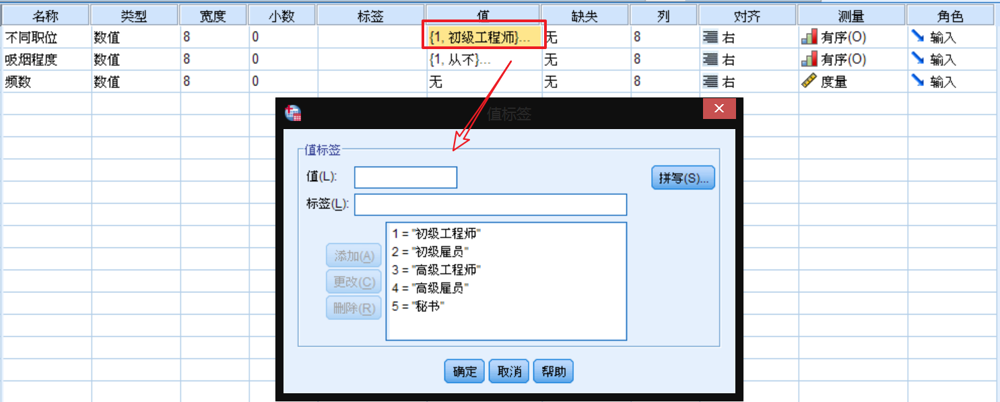 名称 类型 宽度 小数 标签 值 缺失 列 对齐 测量 角色
不同职位 数值 8 0 {1, 初级工程师}... 无 8 右 有序(O) 输入
吸烟程度 数值 8 0 {1, 从不}... 无 8 右 有序(O) 输入
频数 数值 8 0 无 无 8 右 度量 输入
值标签
值标签
值(L):
拼写(S)...
标签(L):
1 = "初级工程师"
2 = "初级雇员"
3 = "高级工程师"
4 = "高级雇员"
5 = "秘书"
添加(A)
更改(C)
删除(R)
确定 取消 帮助